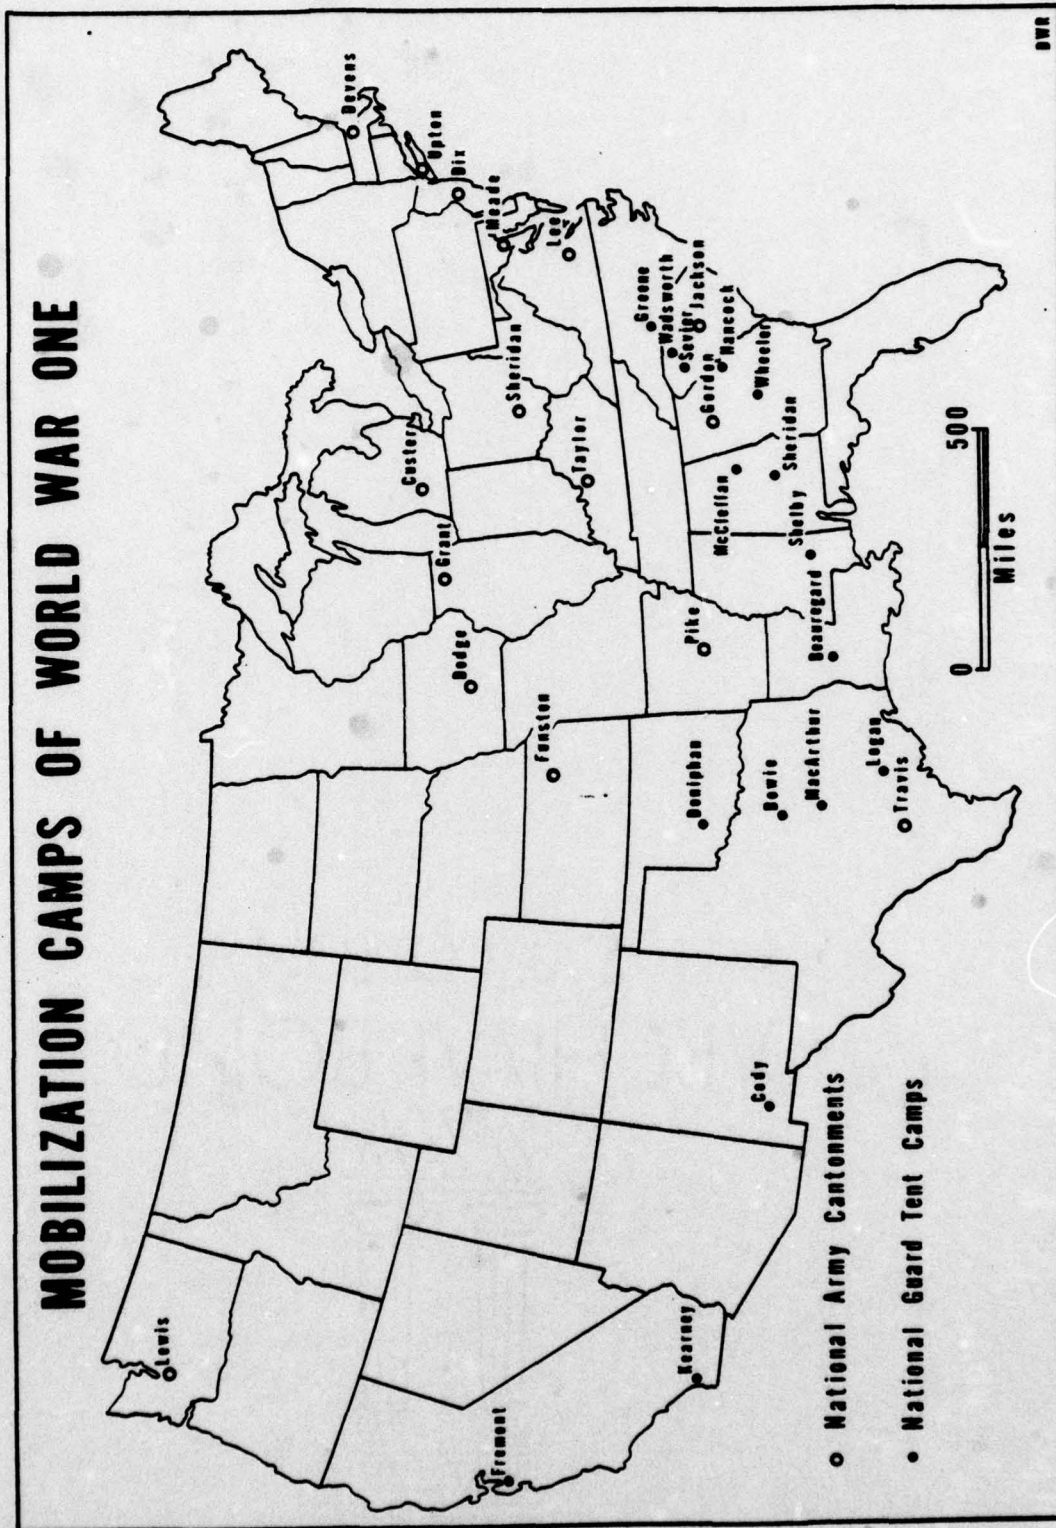 MOBILIZATION CAMPS OF WORLD WAR ONE
Lewis
Fremont
Kearney
Cody
Funston
Dodge
Grant
Custer
Sheridan
Taylor
Devens
Upton
Dix
Meade
Lee
Greene
Wadsworth
Sevier
Jackson
Gordon
Hancock
Wheeler
McClellan
Sheridan
Shelby
Beauregard
Pike
Doniphan
Bowie
MacArthur
Logan
Travis
National Army Cantonments
National Guard Tent Camps
0 500
Miles
DWR